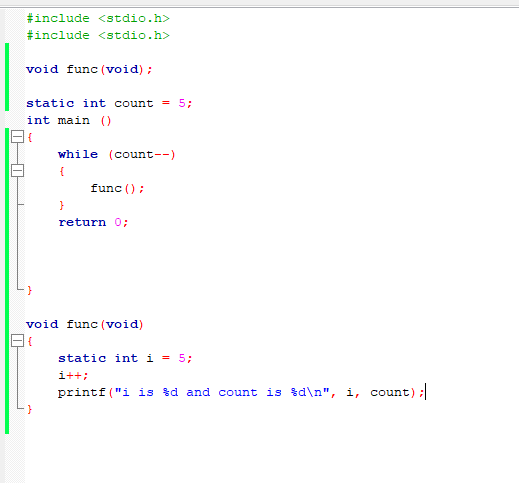 #include <stdio.h>
#include <stdio.h>
void func(void);
static int count = 5;
int main ()
{
while (count--)
{
func();
}
return 0;
}
void func(void)
{
static int i = 5;
i++;
printf("i is %d and count is %d\n", i, count);
}